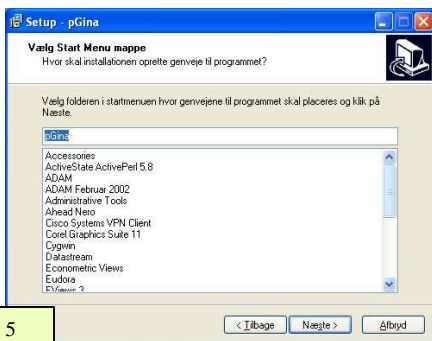 Setup - pGina
Vælg Start Menu mappe
Hvor skal installationen oprette genveje til programmet?
Vælg folderen i startmenuen hvor genvejene til programmet skal placeres og klik på
Næste.
pGina
Accessories
ActiveState ActivePerl 5.8
ADAM
ADAM Februar 2002
Administrative Tools
Ahead Nero
Cisco Systems VPN Client
Corel Graphics Suite 11
Cygwin
Datastream
Econometric Views
Eudora
EViews 3
< Tilbage Næste > Afbryd
5